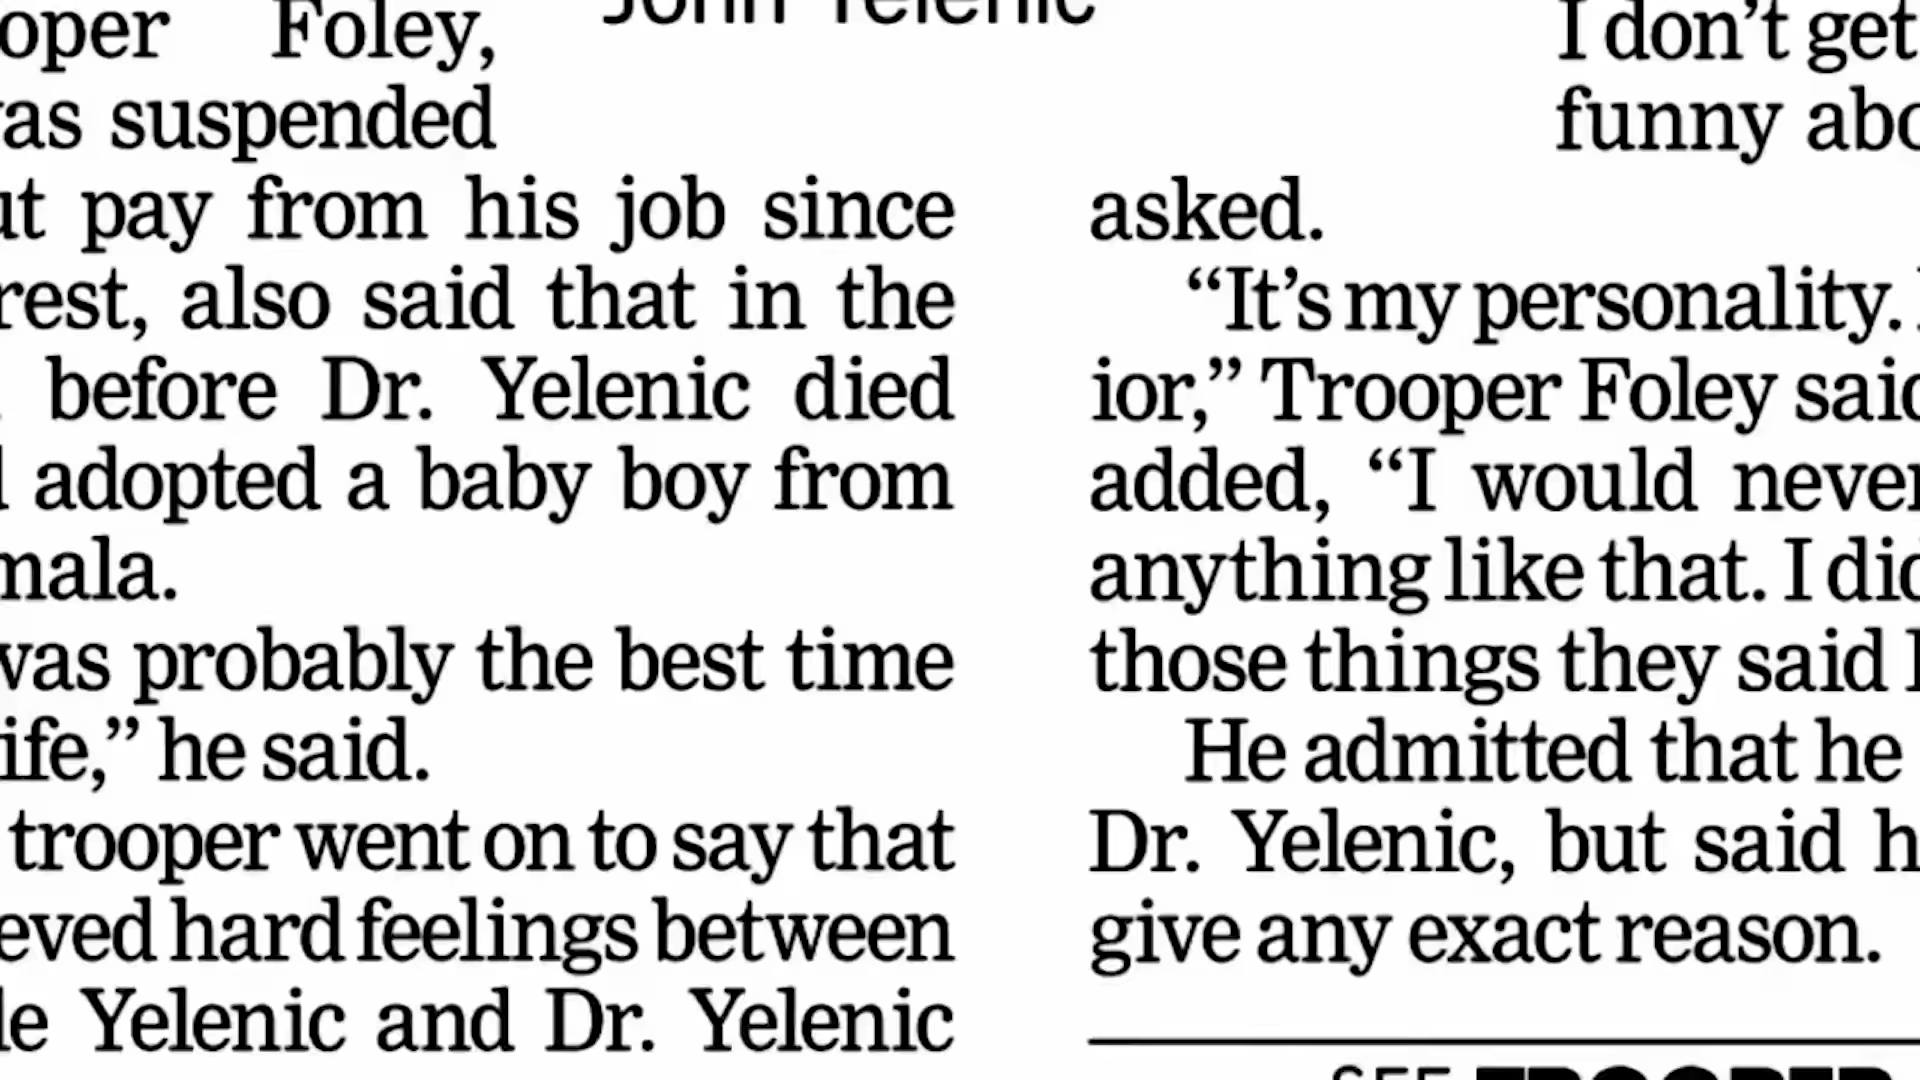 John Yelenic
oper Foley,
was suspended
ut pay from his job since
rest, also said that in the
before Dr. Yelenic died
adopted a baby boy from
mala.
was probably the best time
ife,” he said.
trooper went on to say that
eved hard feelings between
le Yelenic and Dr. Yelenic
I don’t get
funny abo
asked.
“It’s my personality.
ior,” Trooper Foley said
added, “I would never
anything like that. I did
those things they said
He admitted that he
Dr. Yelenic, but said h
give any exact reason.
SEE TROOPER